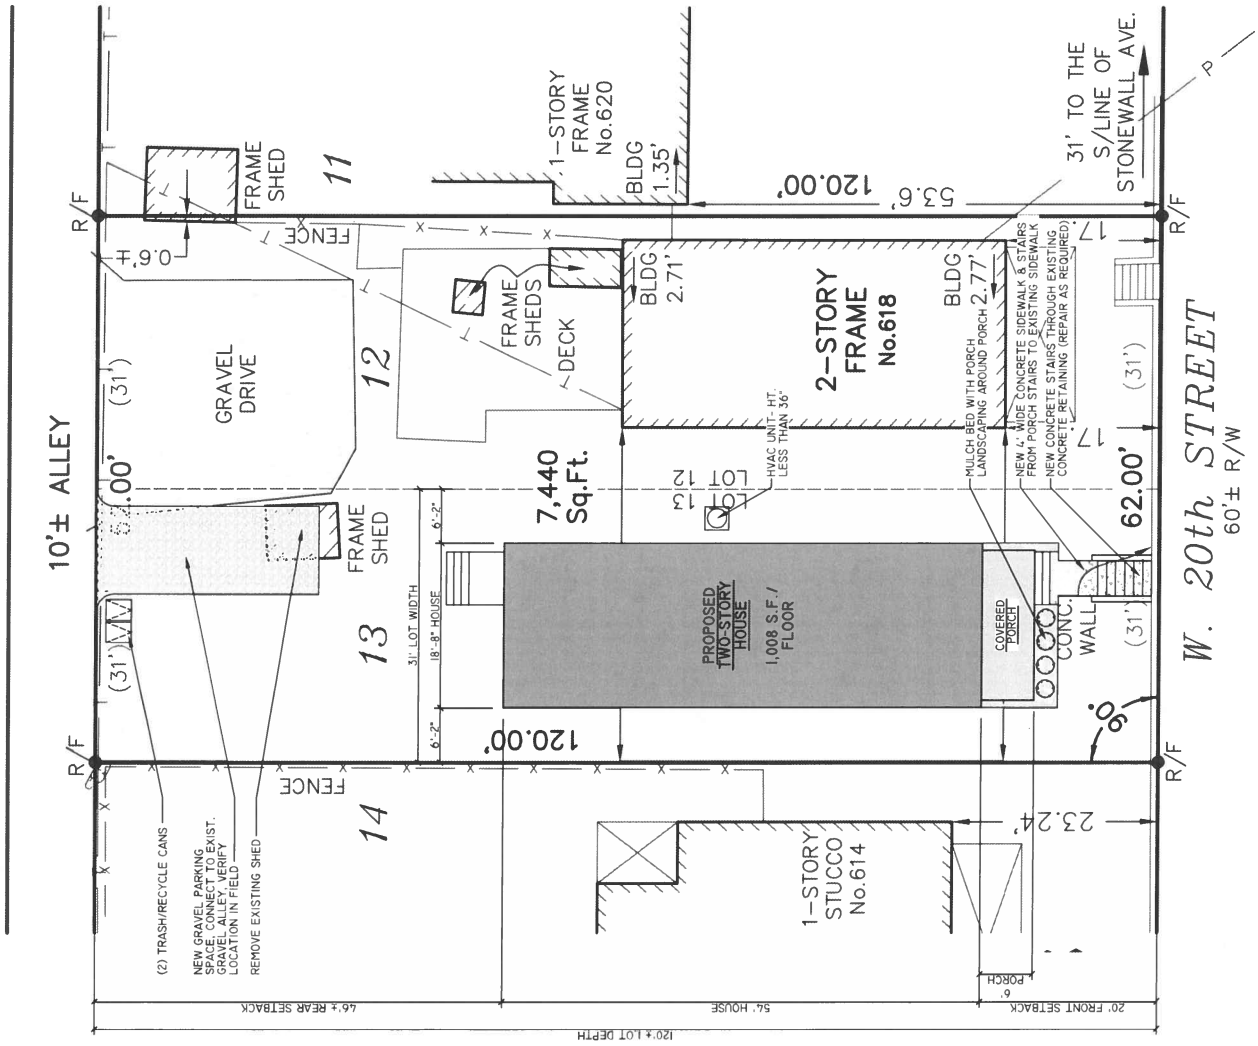 10'± ALLEY
R/F
FRAME
SHED
11
1-STORY
FRAME
No.620
BLDG
1.35'
120.00'
53.6'
31' TO THE
S/LINE OF
STONEWALL AVE.
P
R/F
0.6'±
FENCE
(31')
GRAVEL
DRIVE
12
FRAME
SHEDS
DECK
BLDG
2.71'
2-STORY
FRAME
No.618
BLDG
2.77'
17.
17.
(31')
62.00'
7,440
Sq.Ft.
LOT 12
LOT 13
HVAC UNIT- HT.
LESS THAN 36"
MULCH BED WITH PORCH
LANDSCAPING AROUND PORCH
NEW 4' WIDE CONCRETE SIDEWALK & STAIRS
FROM PORCH STAIRS TO EXISTING SIDEWALK
NEW CONCRETE STAIRS THROUGH EXISTING
CONCRETE RETAINING (REPAIR AS REQUIRED)
62.00'
W. 20th STREET
60'± R/W
FRAME
SHED
13
31' LOT WIDTH
6'-2"
18'-8" HOUSE
6'-2"
PROPOSED
TWO-STORY
HOUSE
1,008 S.F./
FLOOR
COVERED
PORCH
CONC.
WALL
(31')
(31')
90.
R/F
120.00'
R/F
FENCE
14
(2) TRASH/RECYCLE CANS
NEW GRAVEL PARKING
SPACE, CONNECT TO EXIST.
GRAVEL ALLEY, VERIFY
LOCATION IN FIELD
REMOVE EXISTING SHED
1-STORY
STUCCO
No.614
23.24'
6'
PORCH
46'± REAR SETBACK
54' HOUSE
20' FRONT SETBACK
120'± LOT DEPTH